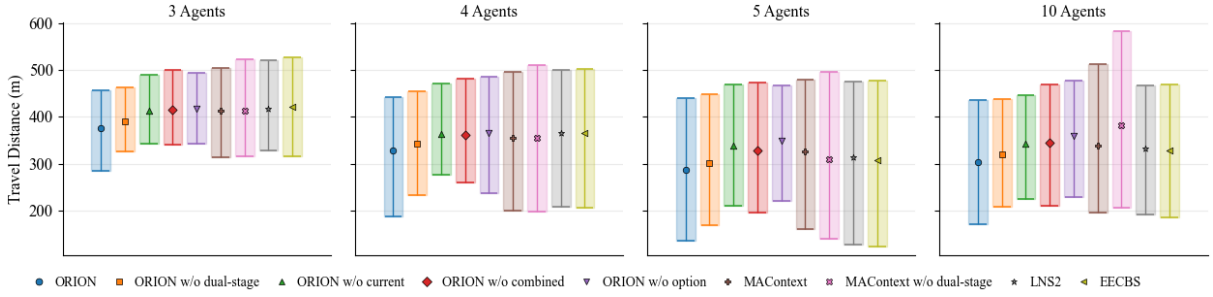 3 Agents
4 Agents
5 Agents
10 Agents
Travel Distance (m)
600
500
400
300
200
ORION
ORION w/o dual-stage
ORION w/o current
ORION w/o combined
ORION w/o option
MAContext
MAContext w/o dual-stage
LNS2
EECBS